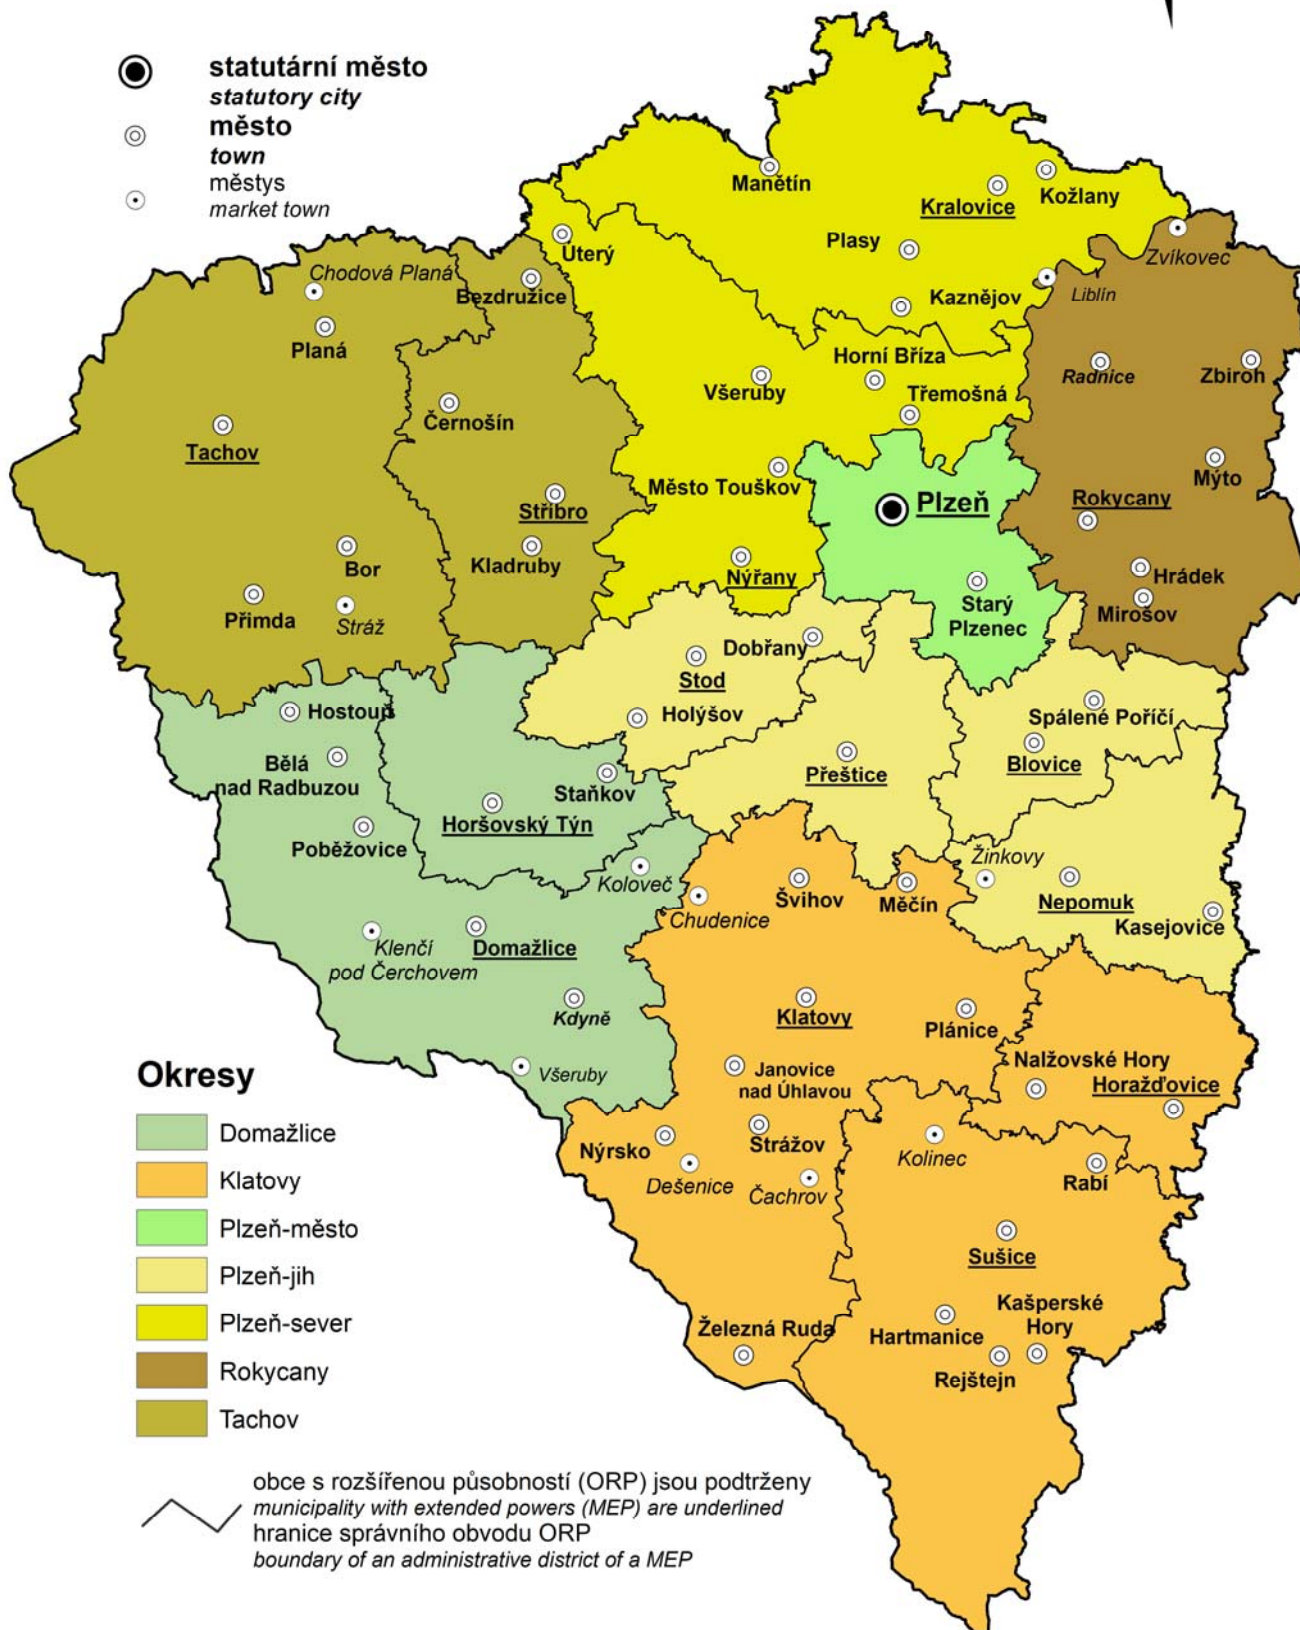 statutární město
statutory city
město
town
městys
market town
Manětín
Kralovice
Kožlany
Plasy
Zvíkovec
Úterý
Chodová Planá
Bezdružice
Kaznějov
Liblín
Planá
Horní Bříza
Radnice
Zbiroh
Všeruby
Třemošná
Černošín
Tachov
Město Touškov
Mýto
Plzeň
Rokycany
Stříbro
Kladruby
Bor
Nýřany
Hrádek
Přimda
Stráž
Starý
Plzenec
Mirošov
Dobřany
Stod
Hostouň
Holýšov
Spálené Poříčí
Bělá
nad Radbuzou
Staňkov
Přeštice
Blovice
Horšovský Týn
Poběžovice
Koloveč
Žinkovy
Švihov
Měčín
Nepomuk
Chudenice
Kasejovice
Klenčí
pod Čerchovem
Domažlice
Kdyně
Klatovy
Plánice
Nalžovské Hory
Horažďovice
Všeruby
Janovice
nad Úhlavou
Nýrsko
Strážov
Kolinec
Dešenice
Čachrov
Rabí
Sušice
Kašperské
Hory
Železná Ruda
Hartmanice
Rejštejn
Okresy
Domažlice
Klatovy
Plzeň-město
Plzeň-jih
Plzeň-sever
Rokycany
Tachov
obce s rozšířenou působností (ORP) jsou podtrženy
municipality with extended powers (MEP) are underlined
hranice správního obvodu ORP
boundary of an administrative district of a MEP